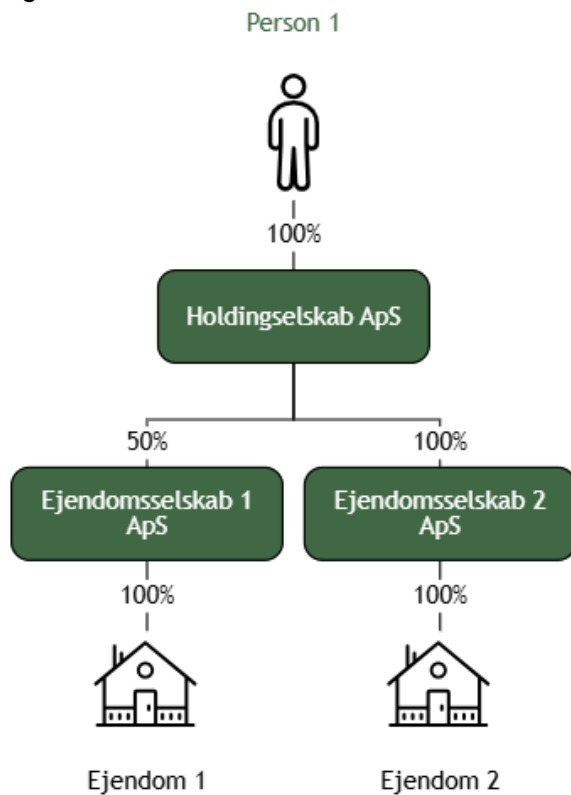 Person 1
100%
Holdingselskab ApS
50%
100%
Ejendomsselskab 1
ApS
Ejendomsselskab 2
ApS
100%
100%
Ejendom 1
Ejendom 2